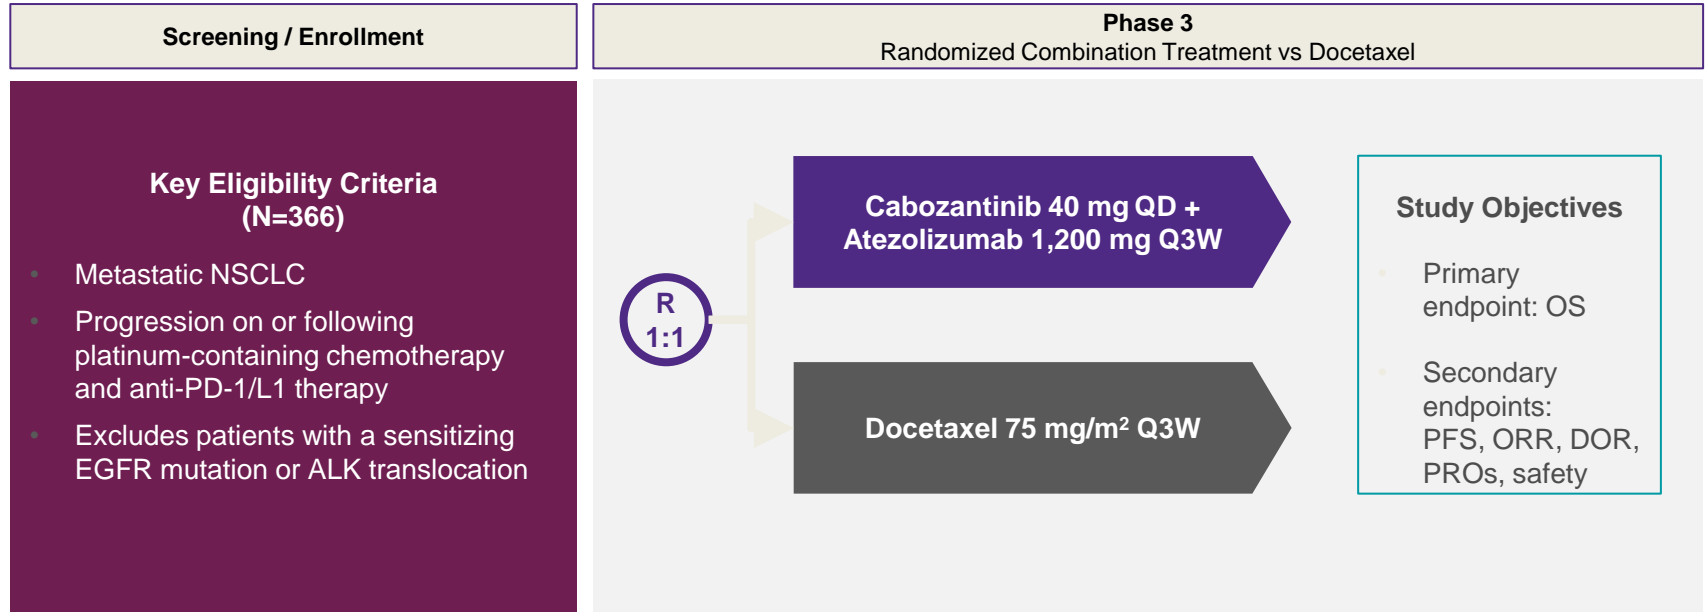 Screening / Enrollment
Phase 3
Randomized Combination Treatment vs Docetaxel
Key Eligibility Criteria
(N=366)
• Metastatic NSCLC
• Progression on or following
platinum-containing chemotherapy
and anti-PD-1/L1 therapy
• Excludes patients with a sensitizing
EGFR mutation or ALK translocation
R
1:1
Cabozantinib 40 mg QD +
Atezolizumab 1,200 mg Q3W
Docetaxel 75 mg/m² Q3W
Study Objectives
• Primary
endpoint: OS
• Secondary
endpoints:
PFS, ORR, DOR,
PROs, safety